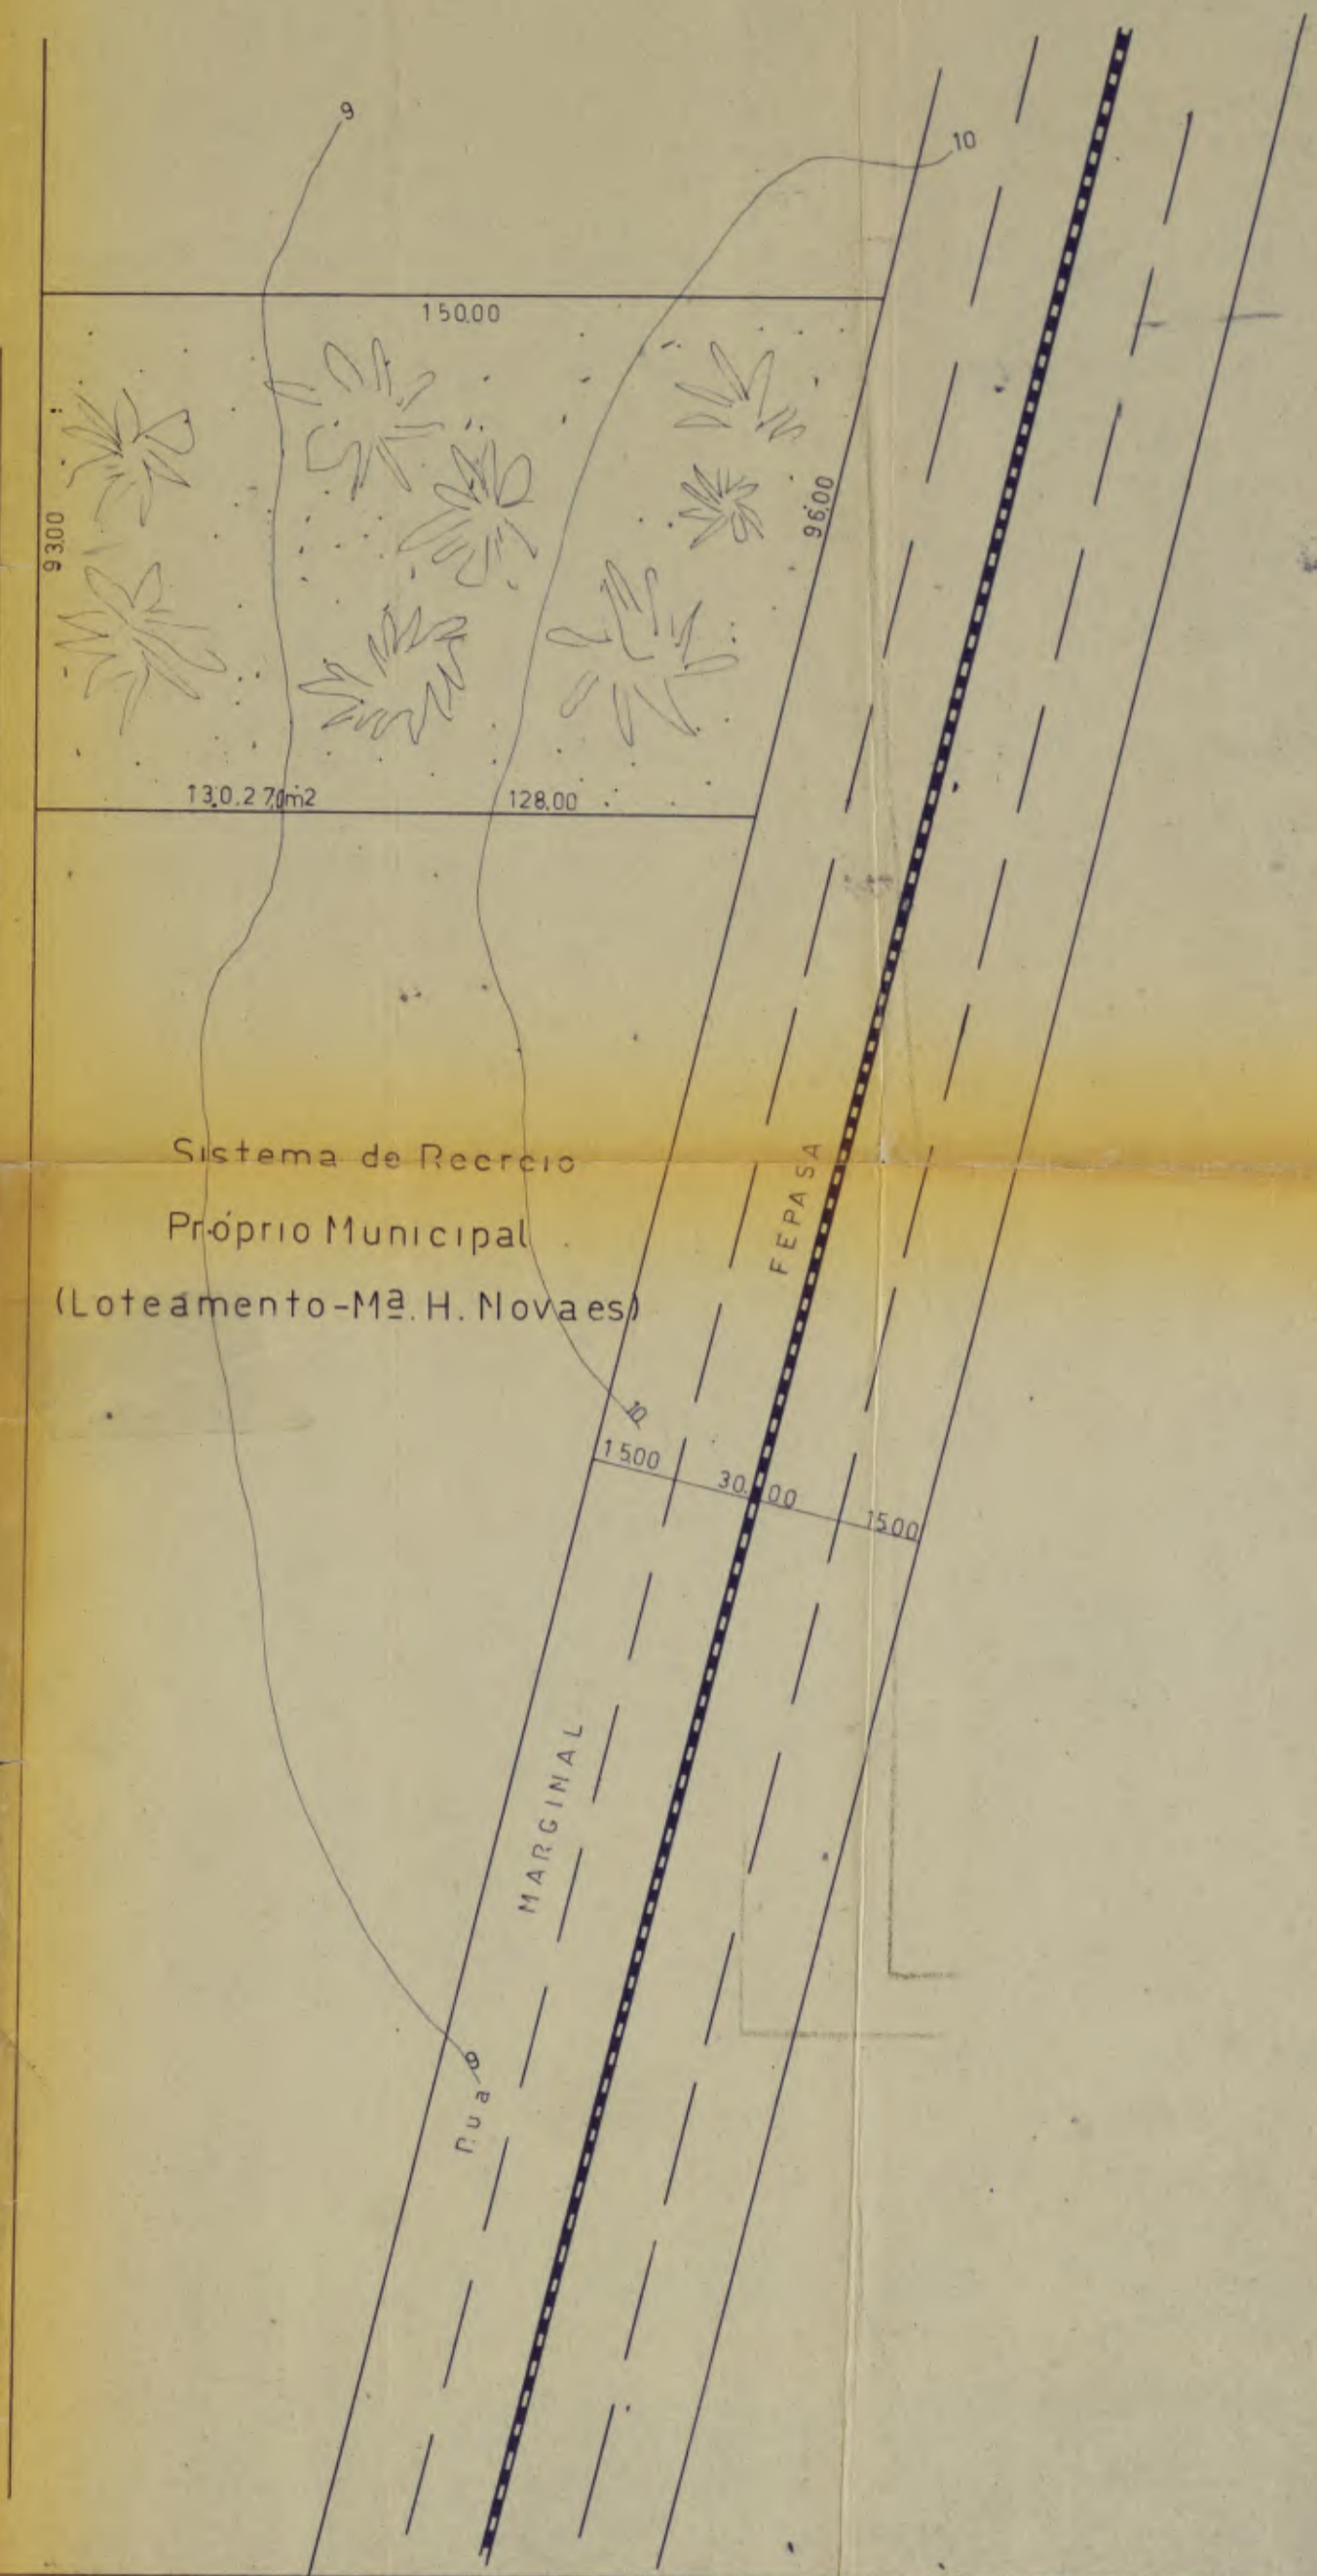 9
10
150.00
93.00
96.00
130.270m2
128.00
FEPASA
Sistema de Recreio
Próprio Municipal
(Loteamento-Mª. H. Novaes)
10
15.00
30.00
15.00
MARGINAL
9
Rua